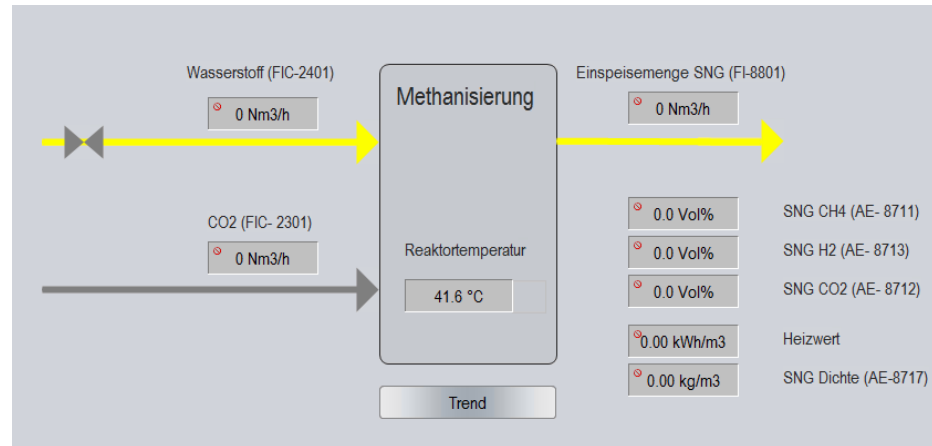 Wasserstoff (FIC-2401)
0 Nm3/h
Methanisierung
Einspeisemenge SNG (FI-8801)
0 Nm3/h
CO2 (FIC- 2301)
0 Nm3/h
Reaktortemperatur
41.6 °C
0.0 Vol% SNG CH4 (AE- 8711)
0.0 Vol% SNG H2 (AE- 8713)
0.0 Vol% SNG CO2 (AE- 8712)
0.00 kWh/m3 Heizwert
0.00 kg/m3 SNG Dichte (AE-8717)
Trend